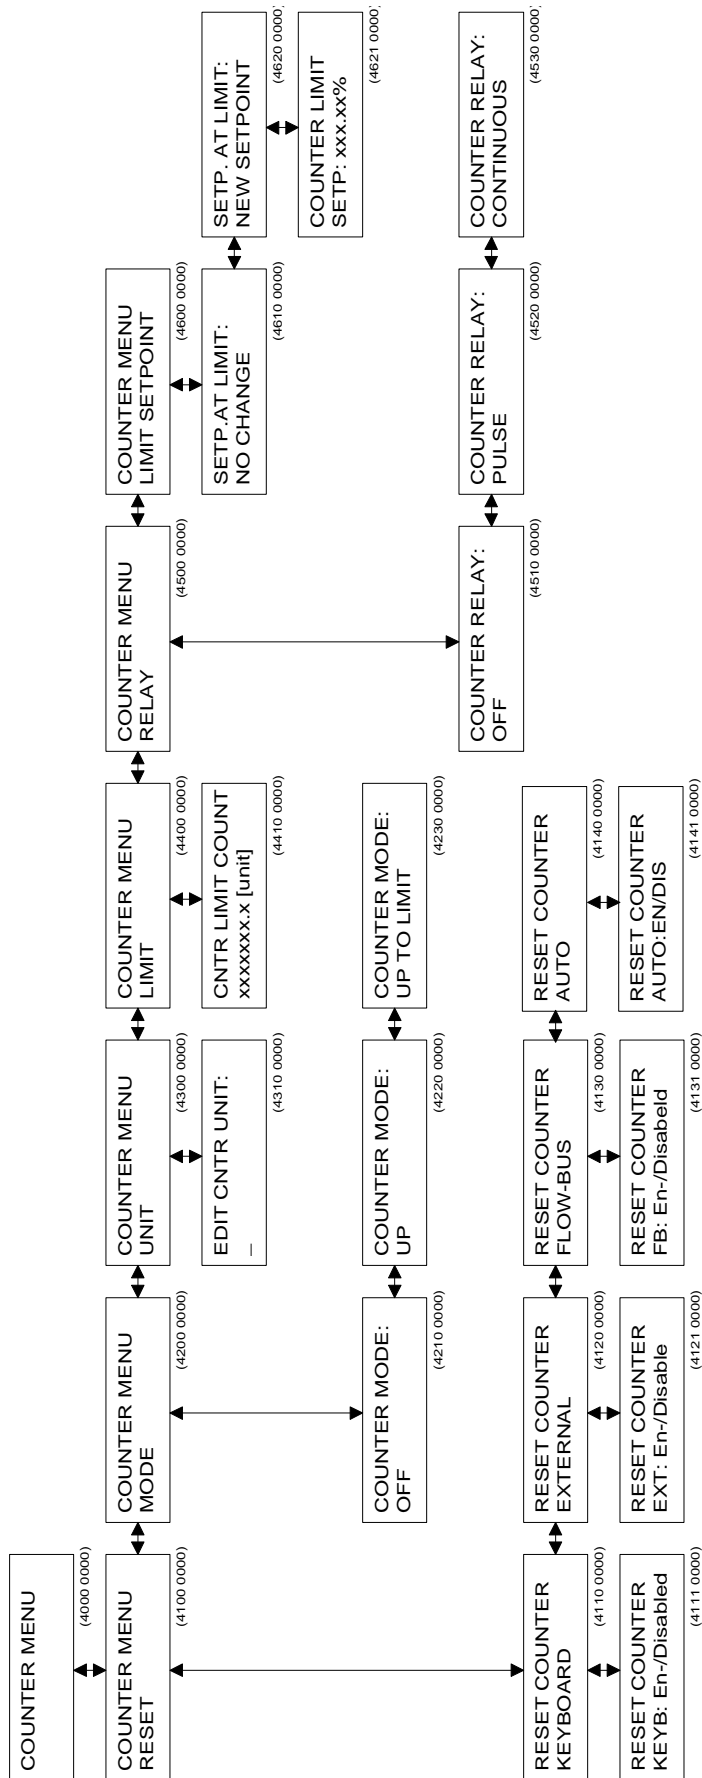 COUNTER MENU
(4000 0000)
COUNTER MENU
RESET
(4100 0000)
COUNTER MENU
MODE
(4200 0000)
COUNTER MENU
UNIT
(4300 0000)
COUNTER MENU
LIMIT
(4400 0000)
COUNTER MENU
RELAY
(4500 0000)
COUNTER MENU
LIMIT SETPOINT
(4600 0000)
EDIT CNTR UNIT:
_
(4310 0000)
CNTR LIMIT COUNT
xxxxxxx.x [unit]
(4410 0000)
SETP.AT LIMIT:
NO CHANGE
(4610 0000)
SETP. AT LIMIT:
NEW SETPOINT
(4620 0000)
COUNTER LIMIT
SETP: xxx.xx%
(4621 0000)
COUNTER MODE:
OFF
(4210 0000)
COUNTER MODE:
UP
(4220 0000)
COUNTER MODE:
UP TO LIMIT
(4230 0000)
COUNTER RELAY:
OFF
(4510 0000)
COUNTER RELAY:
PULSE
(4520 0000)
COUNTER RELAY:
CONTINUOUS
(4530 0000)
RESET COUNTER
KEYBOARD
(4110 0000)
RESET COUNTER
EXTERNAL
(4120 0000)
RESET COUNTER
FLOW-BUS
(4130 0000)
RESET COUNTER
AUTO
(4140 0000)
RESET COUNTER
KEYB: En-/Disabled
(4111 0000)
RESET COUNTER
EXT: En-/Disable
(4121 0000)
RESET COUNTER
FB: En-/Disabeld
(4131 0000)
RESET COUNTER
AUTO:EN/DIS
(4141 0000)